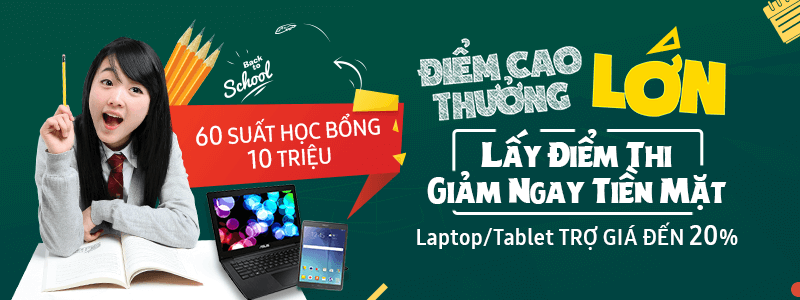 Back
to
School
60 SUẤT HỌC BỔNG
10 TRIỆU
ĐIỂM CAO
THƯỞNG
LỚN
LẤY ĐIỂM THI
GIẢM NGAY TIỀN MẶT
Laptop/Tablet TRỢ GIÁ ĐẾN 20%